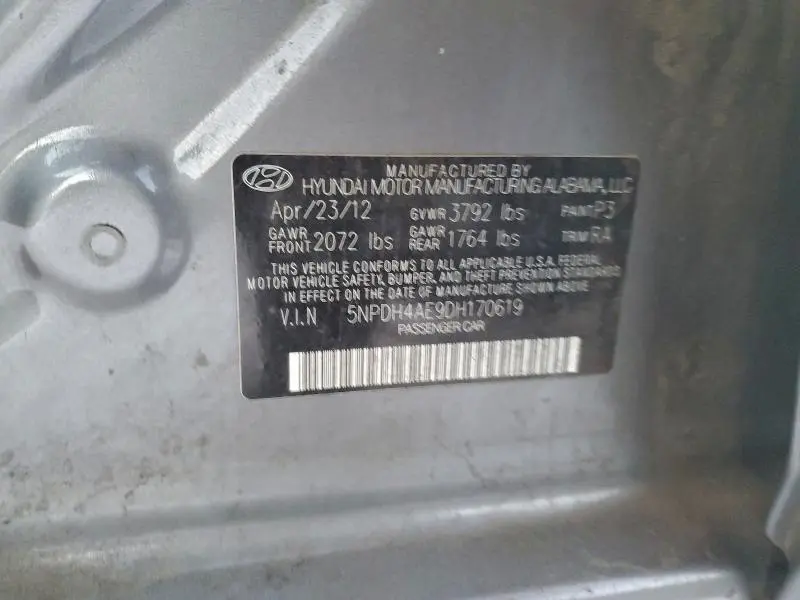 MANUFACTURED BY
HYUNDAI MOTOR MANUFACTURING ALABAMA, LLC
Apr/23/12 GVWR 3792 lbs PAINT P3
GAWR FRONT 2072 lbs GAWR REAR 1764 lbs TRIM RA
THIS VEHICLE CONFORMS TO ALL APPLICABLE U.S.A. FEDERAL
MOTOR VEHICLE SAFETY, BUMPER, AND THEFT PREVENTION STANDARDS
IN EFFECT ON THE DATE OF MANUFACTURE SHOWN ABOVE.
V.I.N 5NPDH4AE9DH170619
PASSENGER CAR